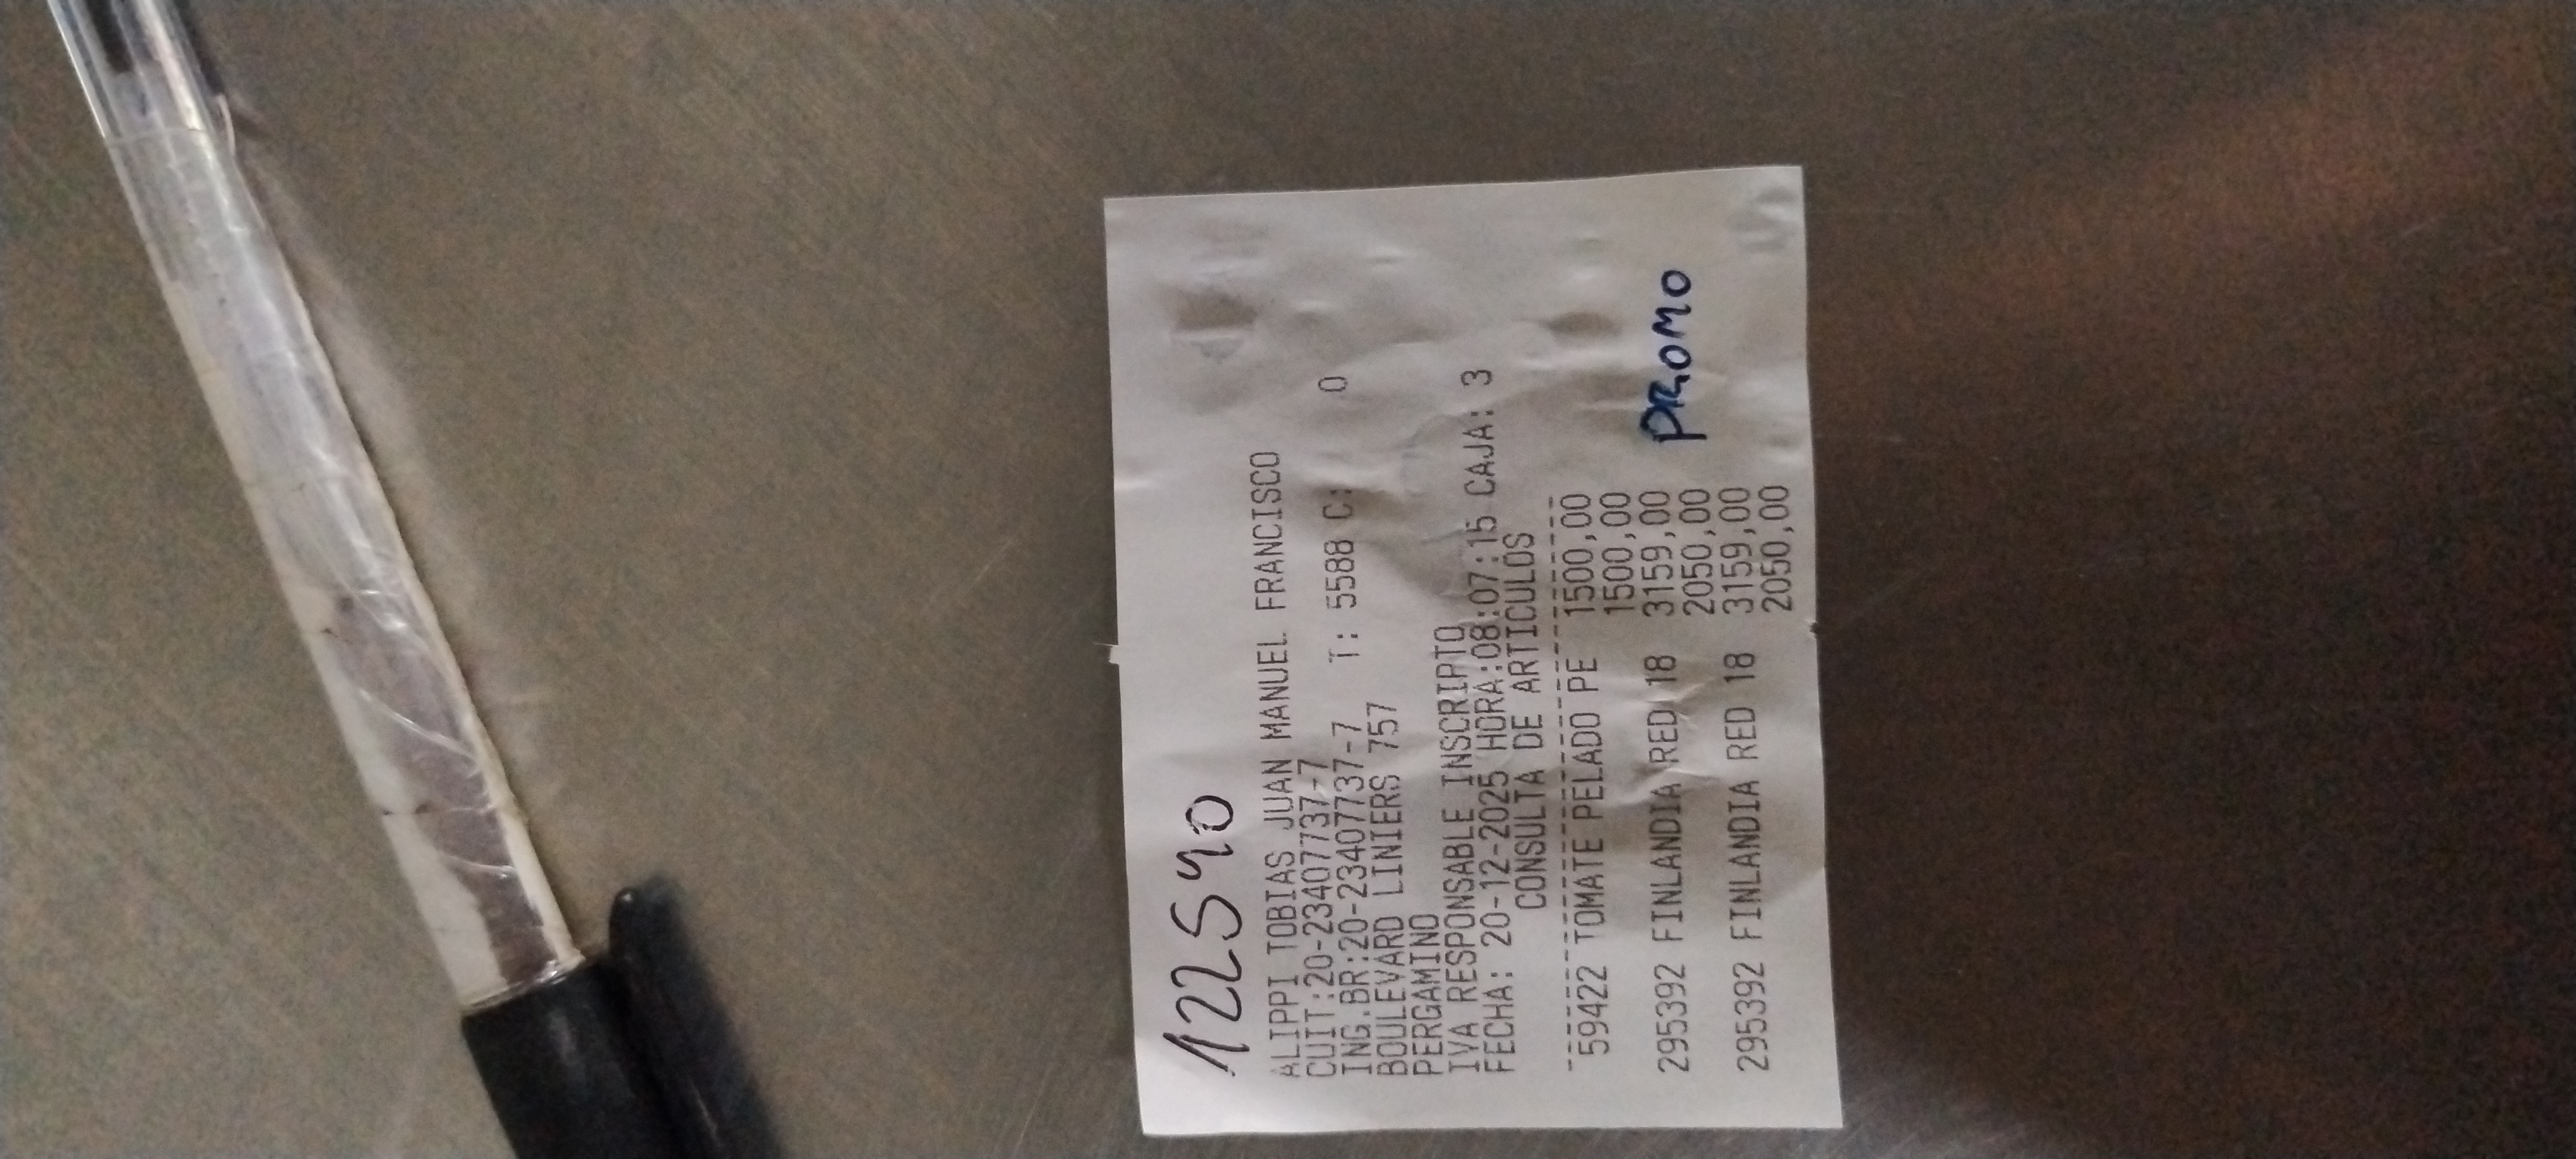 122590
ALIPPI TOBIAS JUAN MANUEL FRANCISCO
CUIT:20-23407737-7
ING.BR:20-23407737-7 T: 5588 C: 0
BOULEVARD LINIERS 757
PERGAMINO
IVA RESPONSABLE INSCRIPTO
FECHA: 20-12-2025 HORA:08:07:15 CAJA: 3
CONSULTA DE ARTICULOS
59422 TOMATE PELADO PE 1500,00
1500,00
295392 FINLANDIA RED 18 3159,00 PROMO
2050,00
295392 FINLANDIA RED 18 3159,00
2050,00